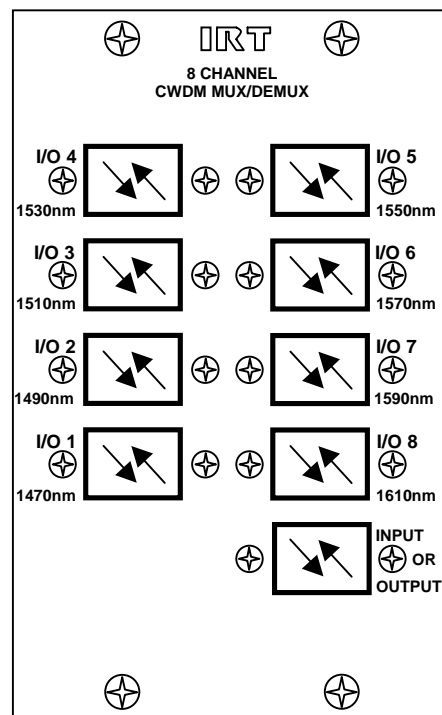 IRT
8 CHANNEL
CWDM MUX/DEMUX
I/O 4
1530nm
I/O 5
1550nm
I/O 3
1510nm
I/O 6
1570nm
I/O 2
1490nm
I/O 7
1590nm
I/O 1
1470nm
I/O 8
1610nm
INPUT
OR
OUTPUT